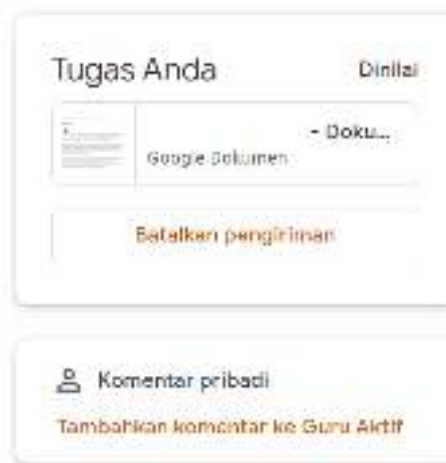 Tugas Anda
Dinilai
- Doku...
Google Dokumen
Batalkan pengiriman
Komentar pribadi
Tambahkan komentar ke Guru Aktif